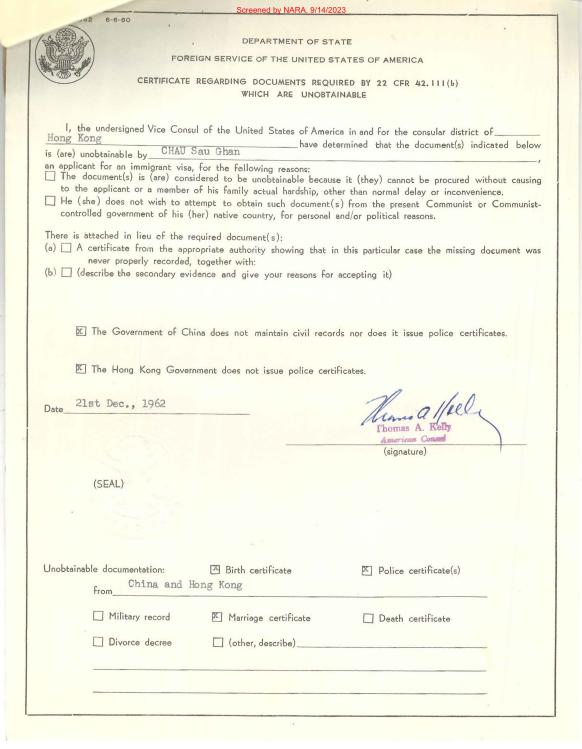 Screened by NARA, 9/14/2023
6-6-60
DEPARTMENT OF STATE
FOREIGN SERVICE OF THE UNITED STATES OF AMERICA
CERTIFICATE REGARDING DOCUMENTS REQUIRED BY 22 CFR 42.111(b)
WHICH ARE UNOBTAINABLE
I, the undersigned Vice Consul of the United States of America in and for the consular district of
Hong Kong have determined that the document(s) indicated below
is (are) unobtainable by CHAU Sau Ghan,
an applicant for an immigrant visa, for the following reasons:
The document(s) is (are) considered to be unobtainable because it (they) cannot be procured without causing
to the applicant or a member of his family actual hardship, other than normal delay or inconvenience.
He (she) does not wish to attempt to obtain such document(s) from the present Communist or Communist-
controlled government of his (her) native country, for personal and/or political reasons.
There is attached in lieu of the required document(s):
(a) A certificate from the appropriate authority showing that in this particular case the missing document was
never properly recorded, together with:
(b) (describe the secondary evidence and give your reasons for accepting it)
x The Government of China does not maintain civil records nor does it issue police certificates.
x The Hong Kong Government does not issue police certificates.
Date 21st Dec., 1962
Thomas A. Kelly
Thomas A. Kelly
American Consul
(signature)
(SEAL)
Unobtainable documentation: x Birth certificate x Police certificate(s)
from China and Hong Kong
Military record x Marriage certificate Death certificate
Divorce decree (other, describe)